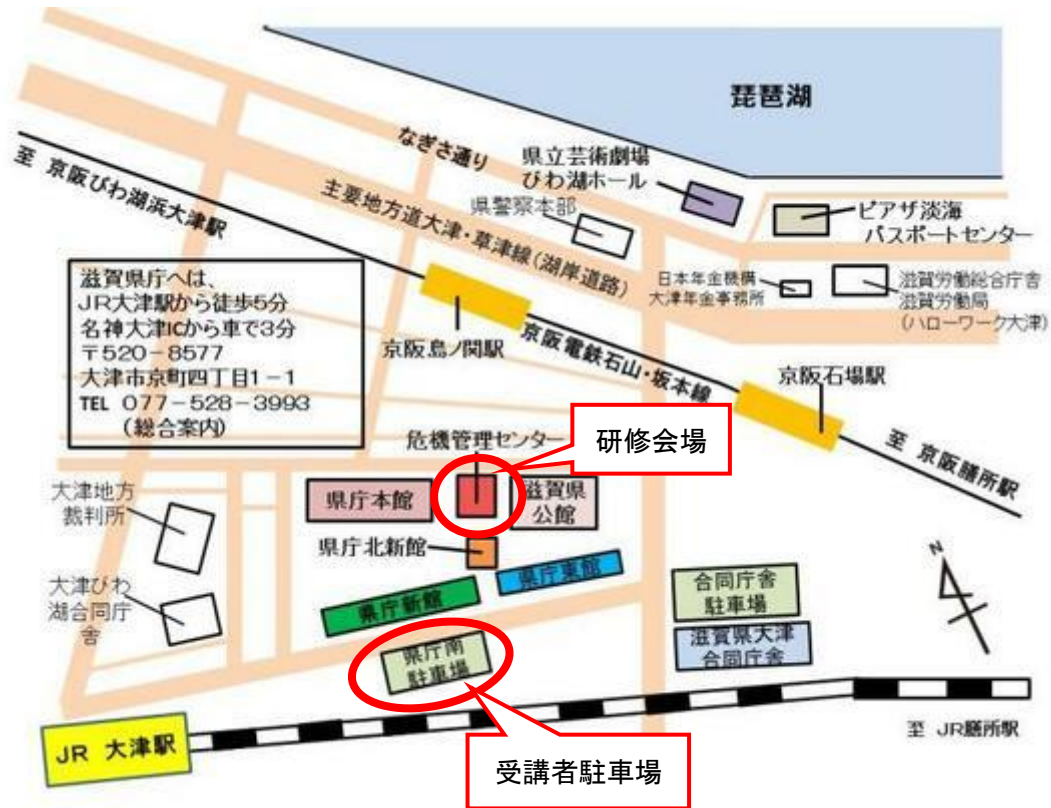 琵琶湖
なぎさ通り
県立芸術劇場
びわ湖ホール
至 京阪びわ湖浜大津駅
主要地方道大津・草津線(湖岸道路)
県警察本部
ピアザ淡海
パスポートセンター
日本年金機構
大津年金事務所
滋賀労働総合庁舎
滋賀労働局
(ハローワーク大津)
滋賀県庁へは、
JR大津駅から徒歩5分
名神大津ICから車で3分
〒520-8577
大津市京町四丁目1-1
TEL 077-528-3993
(総合案内)
京阪島ノ関駅
京阪電鉄石山・坂本線
京阪石場駅
至 京阪膳所駅
危機管理センター
研修会場
大津地方
裁判所
県庁本館
滋賀県
公館
県庁北新館
県庁東館
県庁新館
大津びわ
湖合同庁
舎
合同庁舎
駐車場
滋賀県大津
合同庁舎
県庁南
駐車場
N
JR 大津駅
至 JR膳所駅
受講者駐車場